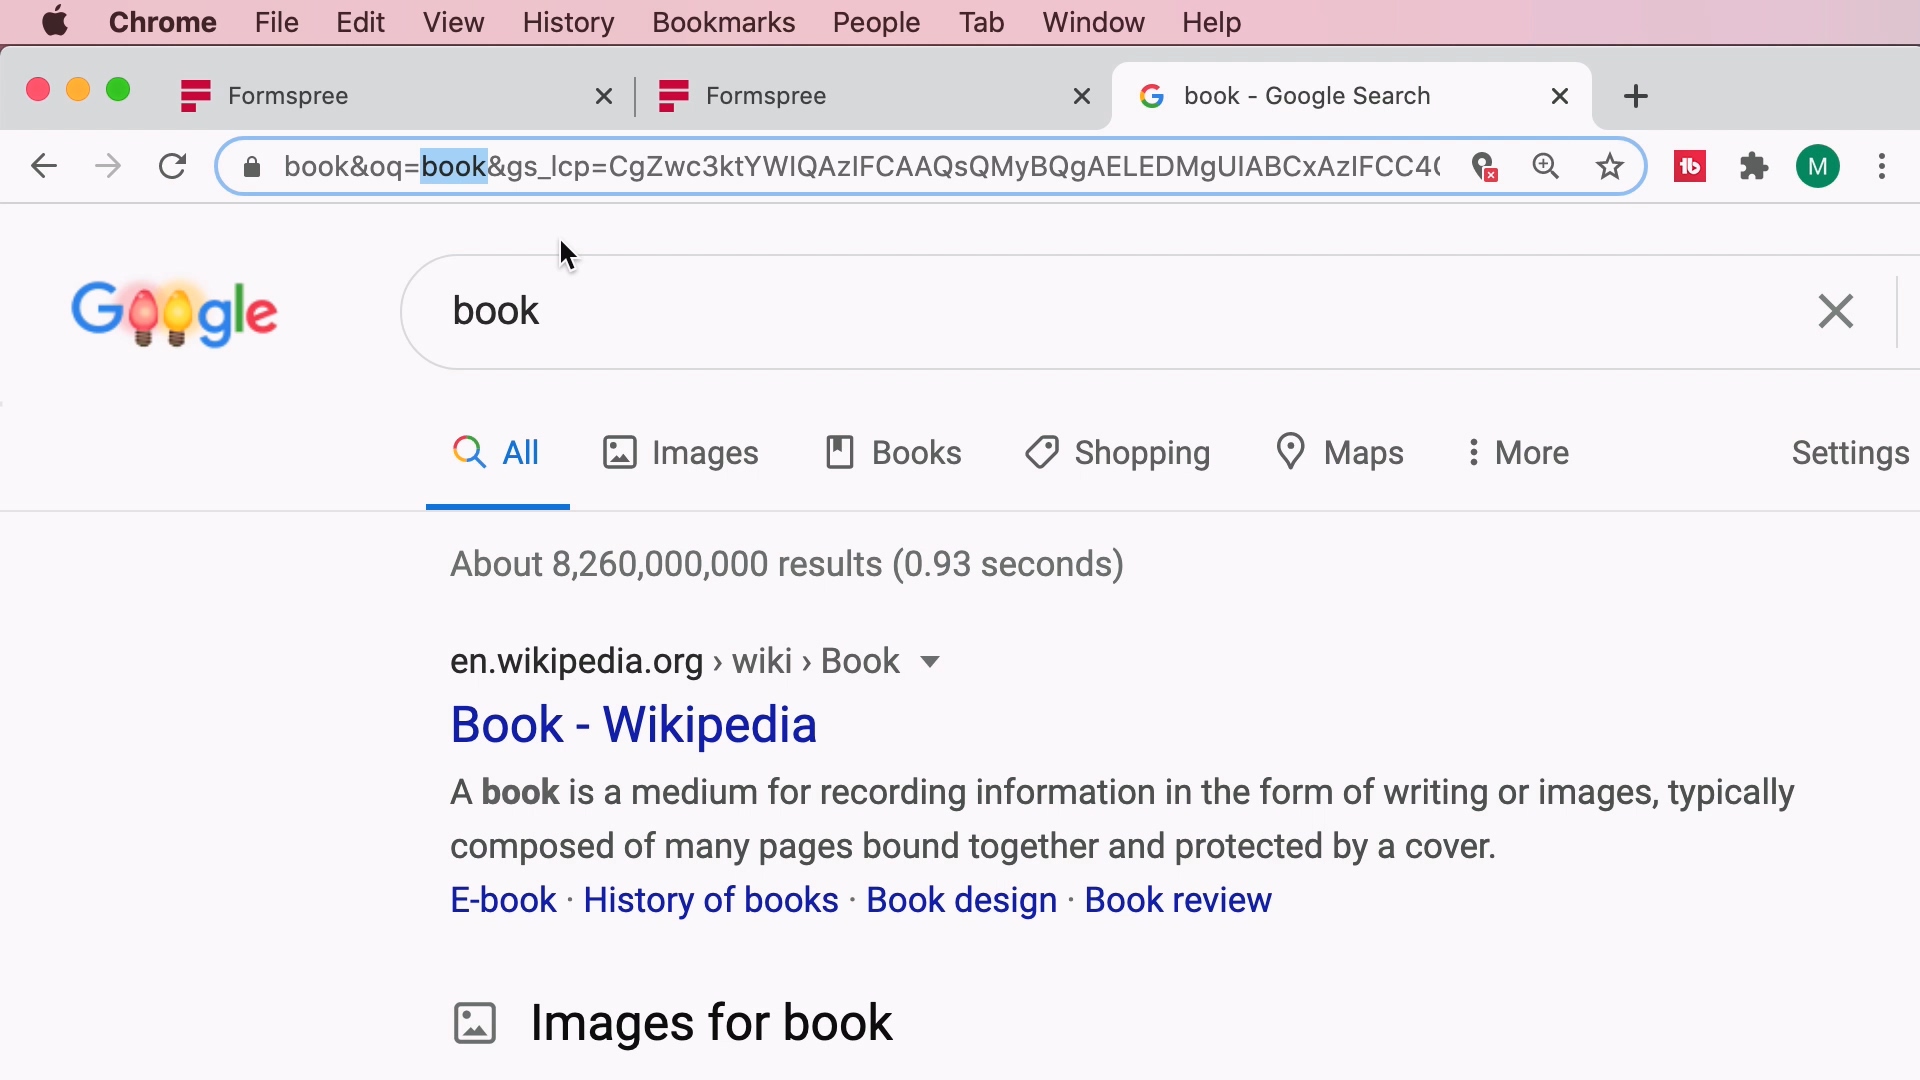 Chrome File Edit View History Bookmarks People Tab Window Help
Formspree Formspree book - Google Search
book&oq=book&gs_lcp=CgZwc3ktYWIQAzIFCAAQsQMyBQgAELEDMgUIABCxAzIFCC4 M
Google book
All Images Books Shopping Maps More Settings
About 8,260,000,000 results (0.93 seconds)
en.wikipedia.org › wiki › Book
Book - Wikipedia
A book is a medium for recording information in the form of writing or images, typically
composed of many pages bound together and protected by a cover.
E-book · History of books · Book design · Book review
Images for book